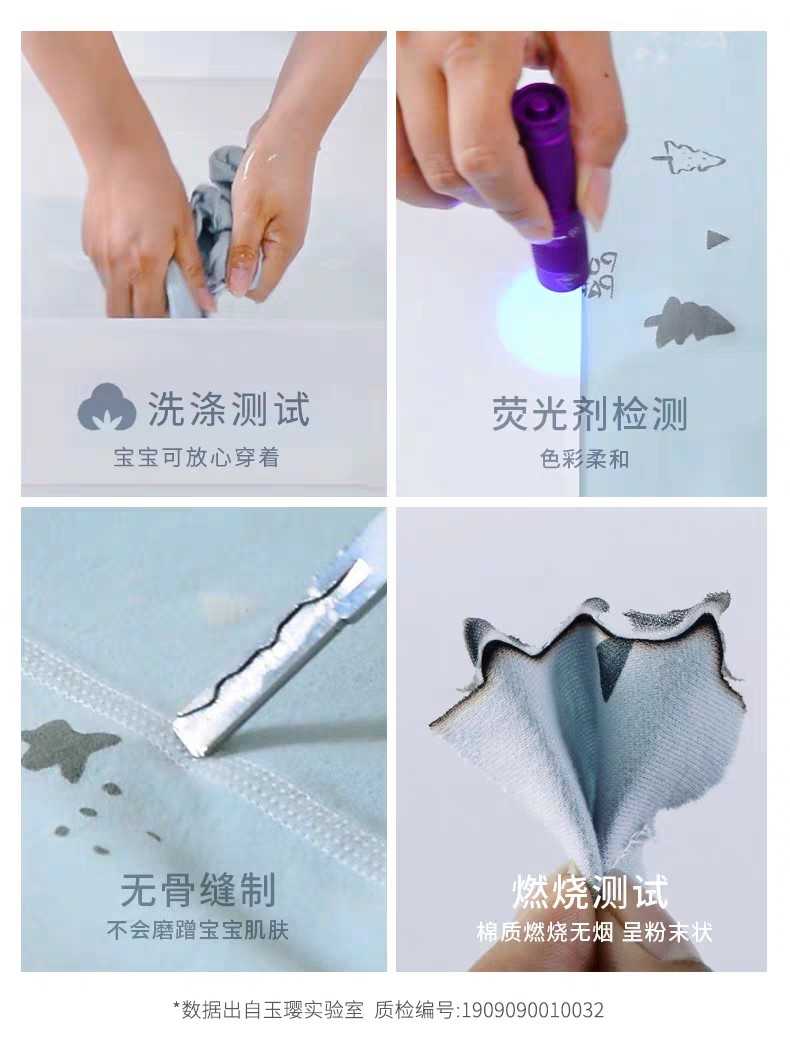 洗涤测试
宝宝可放心穿着
荧光剂检测
色彩柔和
无骨缝制
不会磨蹭宝宝肌肤
燃烧测试
棉质燃烧无烟 呈粉末状
*数据出自玉璎实验室 质检编号:1909090010032